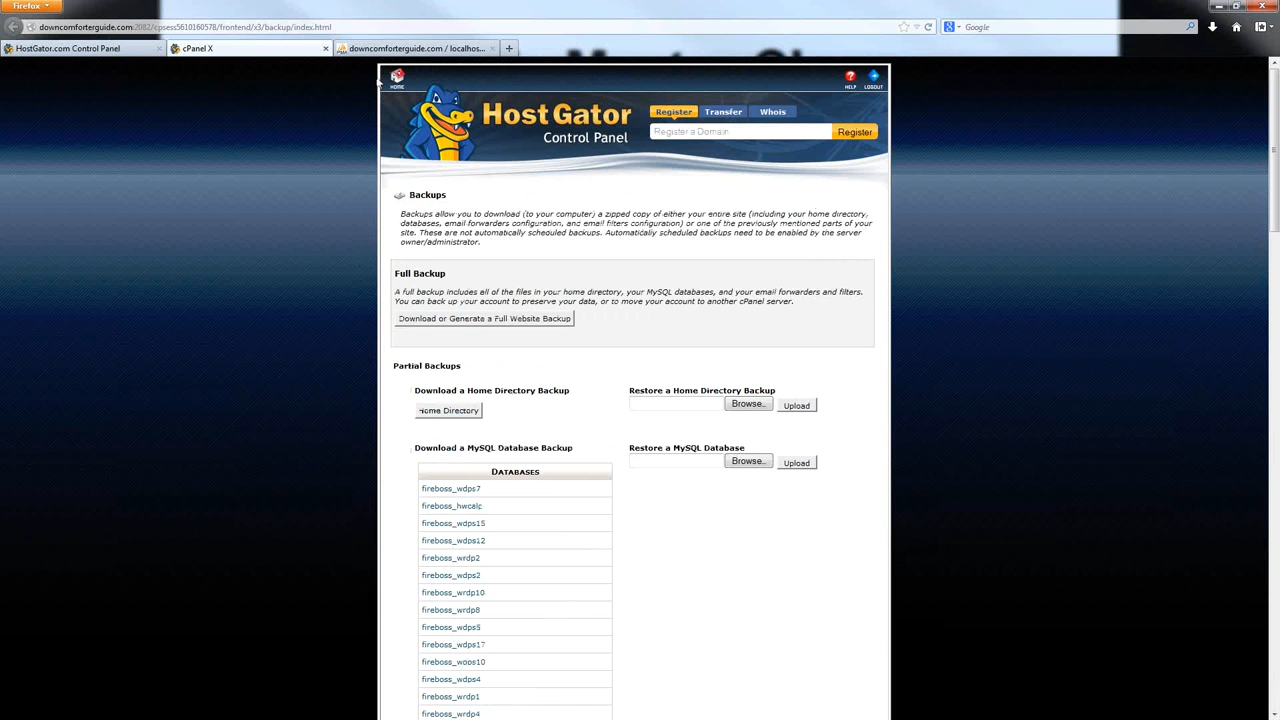 Firefox
downcomforterguide.com:2082/cpsess5610160578/frontend/x3/backup/index.html
Google
HostGator.com Control Panel
cPanel X
downcomforterguide.com / localhos...
HOME
HELP
LOGOUT
HostGator
Control Panel
Register
Transfer
Whois
Register a Domain
Register
Backups
Backups allow you to download (to your computer) a zipped copy of either your entire site (including your home directory,
databases, email forwarders configuration, and email filters configuration) or one of the previously mentioned parts of your
site. These are not automatically scheduled backups. Automatically scheduled backups need to be enabled by the server
owner/administrator.
Full Backup
A full backup includes all of the files in your home directory, your MySQL databases, and your email forwarders and filters.
You can back up your account to preserve your data, or to move your account to another cPanel server.
Download or Generate a Full Website Backup
Partial Backups
Download a Home Directory Backup
Restore a Home Directory Backup
Home Directory
Browse..
Upload
Download a MySQL Database Backup
Restore a MySQL Database
Browse..
Upload
DATABASES
fireboss_wdps7
fireboss_hwcalp
fireboss_wdps15
fireboss_wdps12
fireboss_wrdp2
fireboss_wdps2
fireboss_wrdp10
fireboss_wrdp8
fireboss_wdps5
fireboss_wdps17
fireboss_wdps10
fireboss_wdps4
fireboss_wrdp1
fireboss_wrdp4